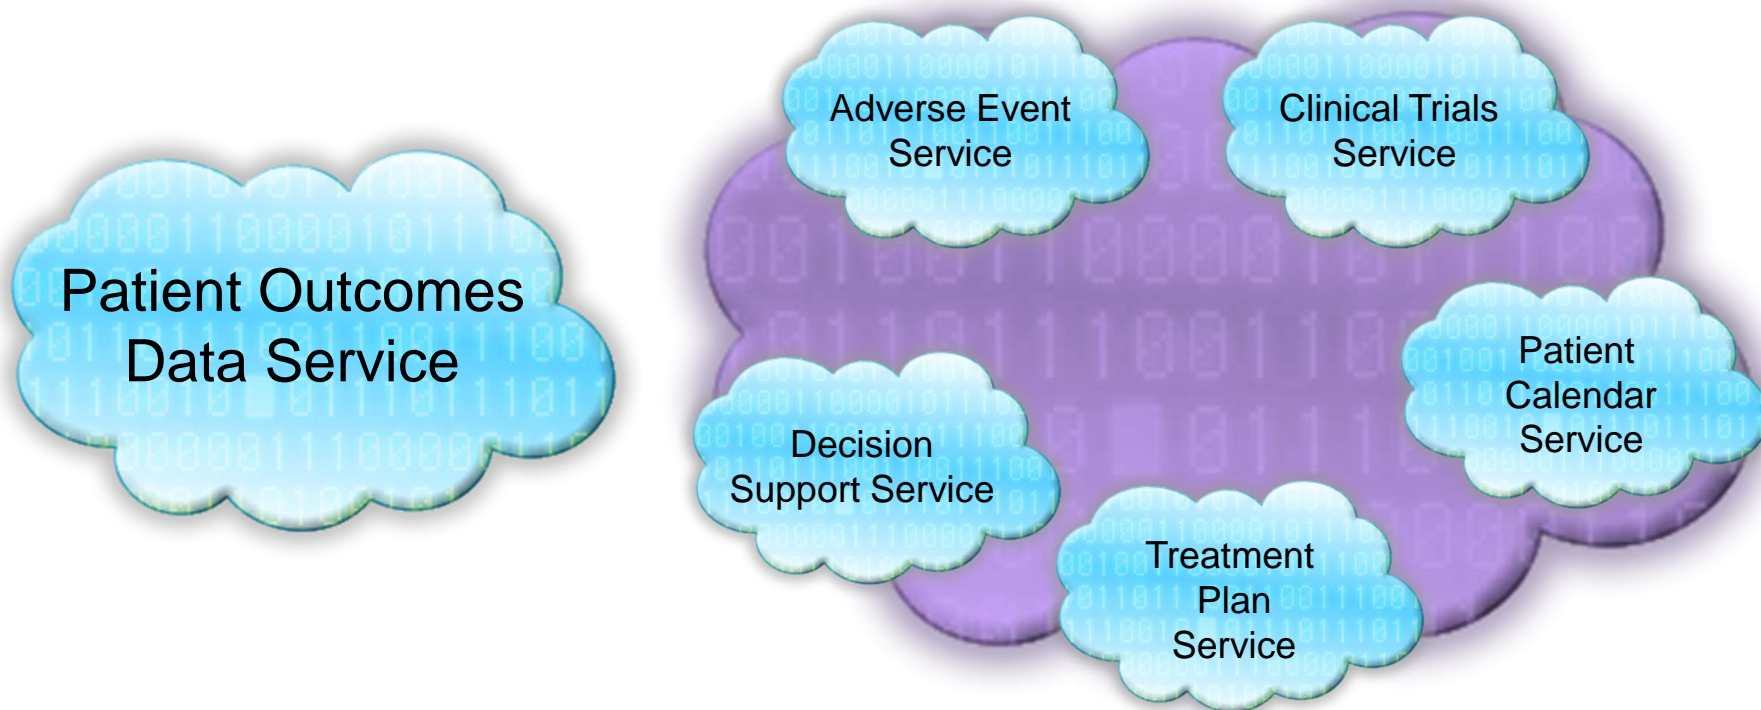 Patient Outcomes
Data Service
Adverse Event
Service
Clinical Trials
Service
Patient
Calendar
Service
Decision
Support Service
Treatment
Plan
Service